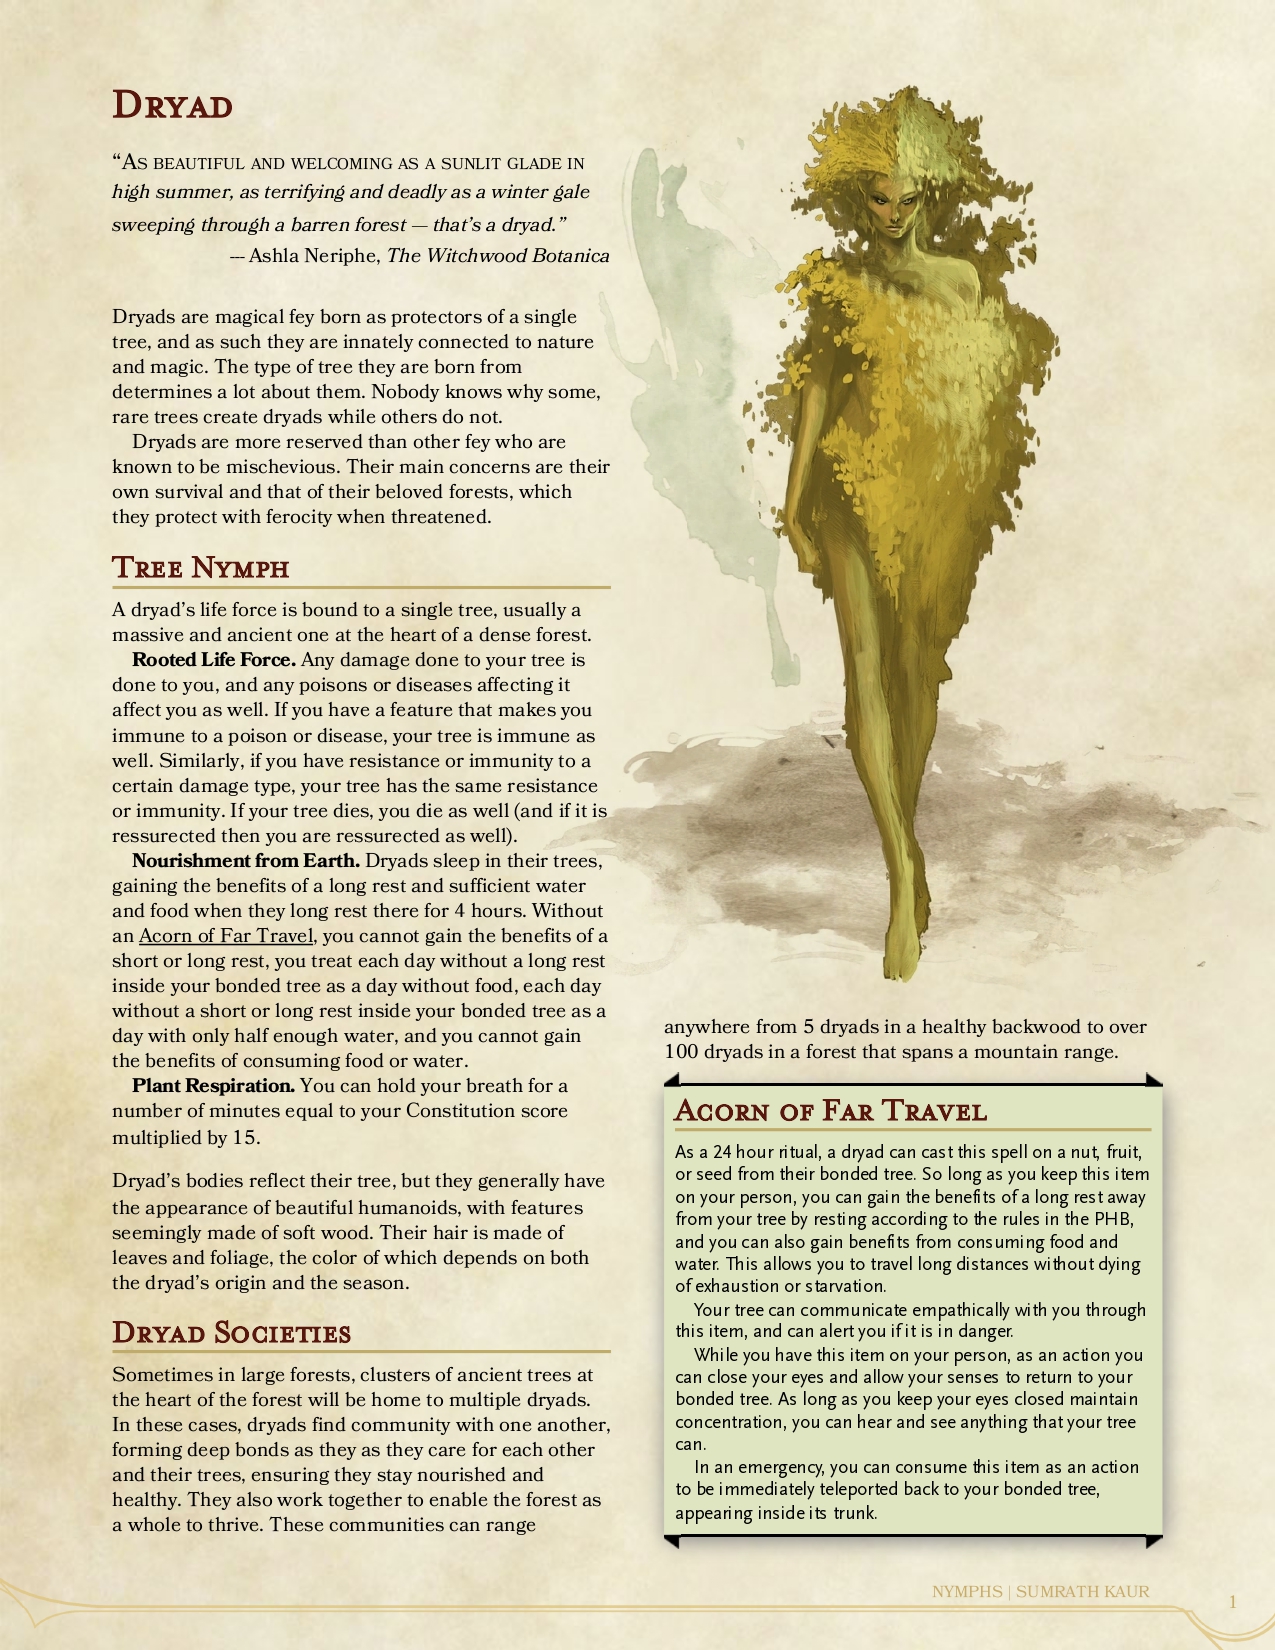 Dryad
“As beautiful and welcoming as a sunlit glade in
high summer, as terrifying and deadly as a winter gale
sweeping through a barren forest — that’s a dryad.”
--- Ashla Neriphe, The Witchwood Botanica
Dryads are magical fey born as protectors of a single
tree, and as such they are innately connected to nature
and magic. The type of tree they are born from
determines a lot about them. Nobody knows why some,
rare trees create dryads while others do not.
Dryads are more reserved than other fey who are
known to be mischevious. Their main concerns are their
own survival and that of their beloved forests, which
they protect with ferocity when threatened.
Tree Nymph
A dryad’s life force is bound to a single tree, usually a
massive and ancient one at the heart of a dense forest.
Rooted Life Force. Any damage done to your tree is
done to you, and any poisons or diseases affecting it
affect you as well. If you have a feature that makes you
immune to a poison or disease, your tree is immune as
well. Similarly, if you have resistance or immunity to a
certain damage type, your tree has the same resistance
or immunity. If your tree dies, you die as well (and if it is
ressurected then you are ressurected as well).
Nourishment from Earth. Dryads sleep in their trees,
gaining the benefits of a long rest and sufficient water
and food when they long rest there for 4 hours. Without
an Acorn of Far Travel, you cannot gain the benefits of a
short or long rest, you treat each day without a long rest
inside your bonded tree as a day without food, each day
without a short or long rest inside your bonded tree as a
day with only half enough water, and you cannot gain
the benefits of consuming food or water.
Plant Respiration. You can hold your breath for a
number of minutes equal to your Constitution score
multiplied by 15.
Dryad’s bodies reflect their tree, but they generally have
the appearance of beautiful humanoids, with features
seemingly made of soft wood. Their hair is made of
leaves and foliage, the color of which depends on both
the dryad’s origin and the season.
Dryad Societies
Sometimes in large forests, clusters of ancient trees at
the heart of the forest will be home to multiple dryads.
In these cases, dryads find community with one another,
forming deep bonds as they as they care for each other
and their trees, ensuring they stay nourished and
healthy. They also work together to enable the forest as
a whole to thrive. These communities can range
anywhere from 5 dryads in a healthy backwood to over
100 dryads in a forest that spans a mountain range.
Acorn of Far Travel
As a 24 hour ritual, a dryad can cast this spell on a nut, fruit,
or seed from their bonded tree. So long as you keep this item
on your person, you can gain the benefits of a long rest away
from your tree by resting according to the rules in the PHB,
and you can also gain benefits from consuming food and
water. This allows you to travel long distances without dying
of exhaustion or starvation.
Your tree can communicate empathically with you through
this item, and can alert you if it is in danger.
While you have this item on your person, as an action you
can close your eyes and allow your senses to return to your
bonded tree. As long as you keep your eyes closed maintain
concentration, you can hear and see anything that your tree
can.
In an emergency, you can consume this item as an action
to be immediately teleported back to your bonded tree,
appearing inside its trunk.
NYMPHS | SUMRATH KAUR
1